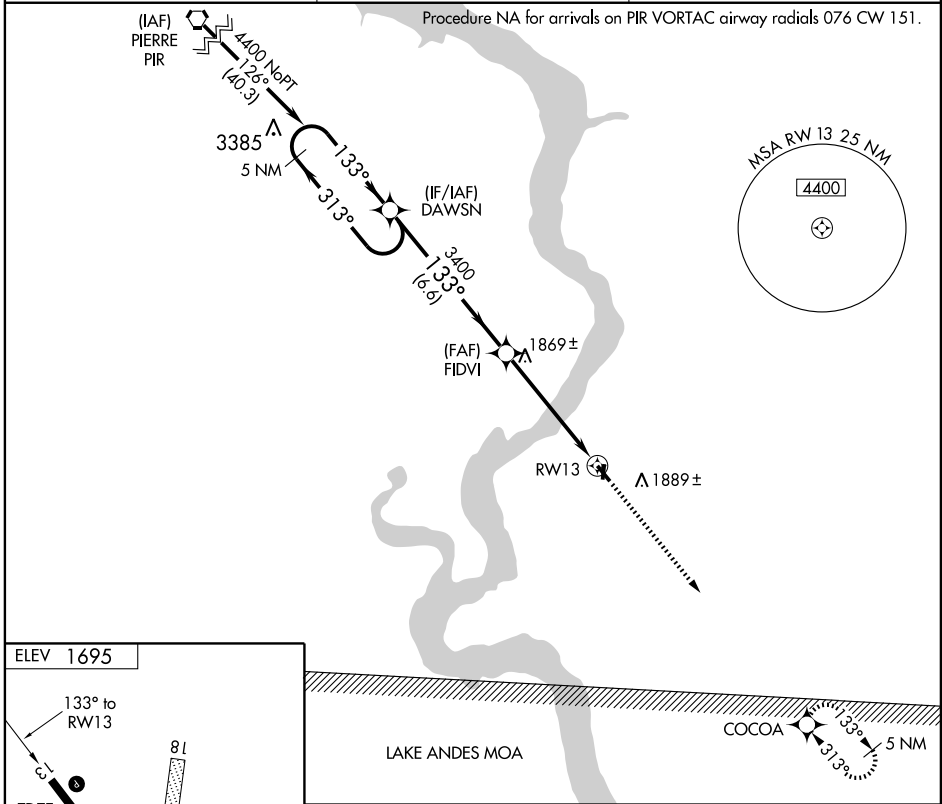 Procedure NA for arrivals on PIR VORTAC airway radials 076 CW 151.
(IAF)
PIERRE
PIR
4400 NoPT
126°
(40.3)
3385
5 NM
133°
313°
(IF/IAF)
DAWSN
MSA RW 13 25 NM
4400
3400
133°
(6.6)
(FAF)
FIDVI
1869±
RW13
1889±
ELEV 1695
133° to
RW13
13
18
LAKE ANDES MOA
COCOA
133°
313°
5 NM